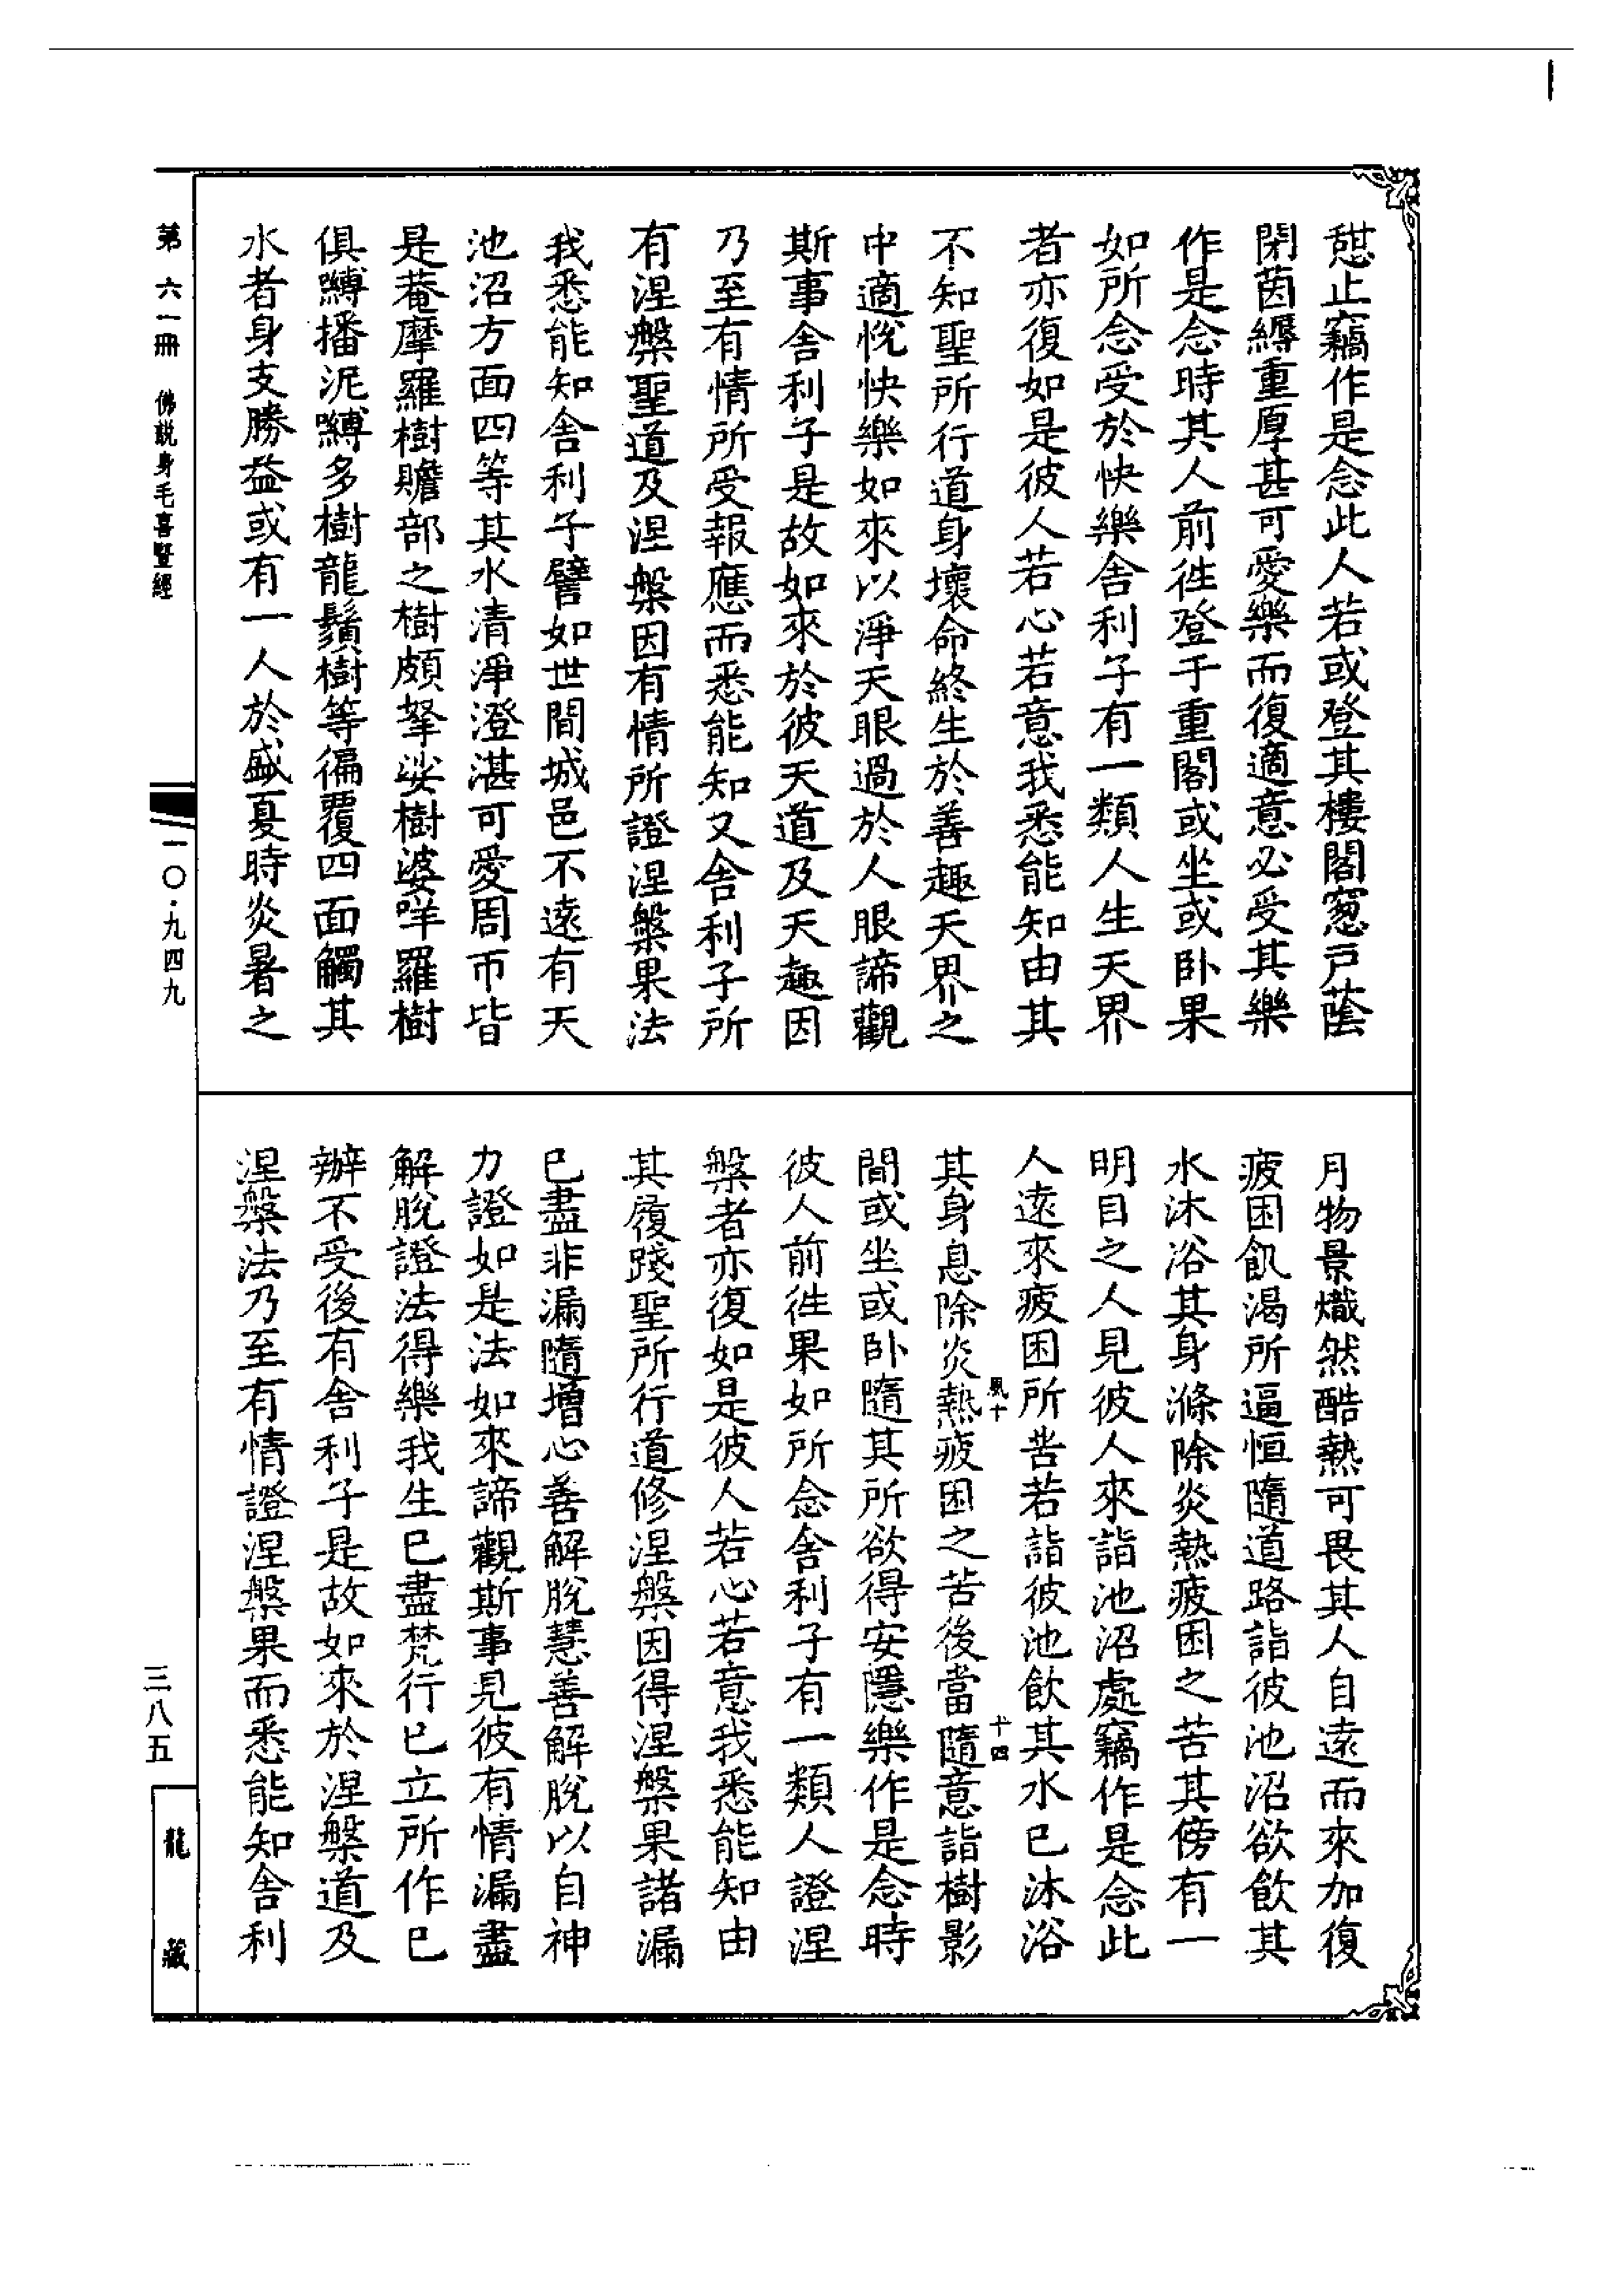 憩止竊作是念此人若或登其樓閣窻戶蔭
閉茵縟重厚甚可愛樂而復適意必受其樂
作是念時其人前徃登于重閣或坐或卧果
如所念受於快樂舍利子有一類人生天界
者亦復如是彼人若心若意我悉能知由其
不知聖所行道身壞命終生於善趣天界之
中適悅快樂如來以淨天眼過於人眼諦觀
斯事舍利子是故如來於彼天道及天趣因
乃至有情所受報應而悉能知又舍利子所
有涅槃聖道及涅槃因有情所證涅槃果法
我悉能知舍利子譬如世間城邑不遠有天
池沼方面四等其水清淨澄湛可愛周帀皆
是菴摩羅樹贍部之樹頗拏娑樹婆咩羅樹
俱嚩播泥嚩多樹龍鬚樹等徧覆四面觸其
水者身支勝益或有一人於盛夏時炎暑之
月物景熾然酷熱可畏其人自遠而來加復
疲困飢渴所逼恒隨道路詣彼池沼欲飲其
水沐浴其身滌除炎熱疲困之苦其傍有一
明目之人見彼人來詣池沼處竊作是念此
人遠來疲困所苦若詣彼池飲其水已沐浴
其身息除炎熱疲困之苦後當隨意詣樹影
間或坐或卧隨其所欲得安隱樂作是念時
彼人前徃果如所念舍利子有一類人證涅
槃者亦復如是彼人若心若意我悉能知由
其履踐聖所行道修涅槃因得涅槃果諸漏
已盡非漏隨增心善解脫慧善解脫以自神
力證如是法如來諦觀斯事見彼有情漏盡
解脫證法得樂我生已盡梵行已立所作已
辦不受後有舍利子是故如來於涅槃道及
涅槃法乃至有情證涅槃果而悉能知舍利
風十
十四
第六一冊 佛說身毛喜豎經
一〇·九四九
三八五
龍藏